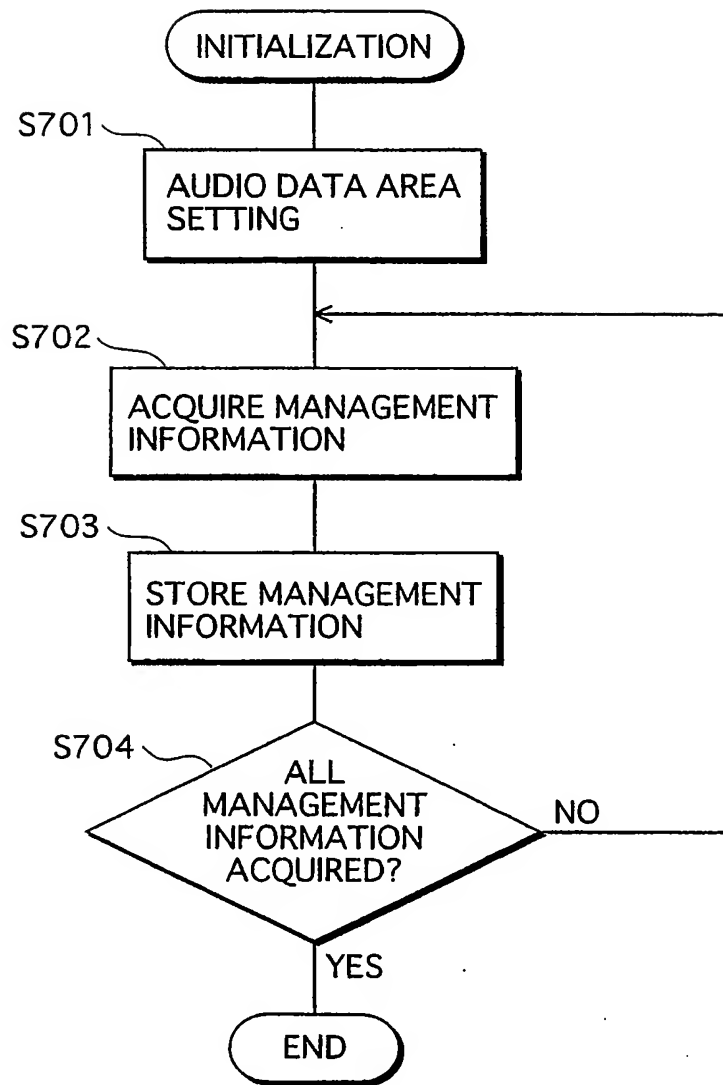 INITIALIZATION
S701
AUDIO DATA AREA
SETTING
S702
ACQUIRE MANAGEMENT
INFORMATION
S703
STORE MANAGEMENT
INFORMATION
S704
ALL
MANAGEMENT
INFORMATION
ACQUIRED?
NO
YES
END